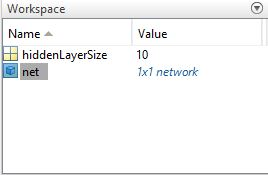 Workspace
Name Value
hiddenLayerSize 10
net 1x1 network